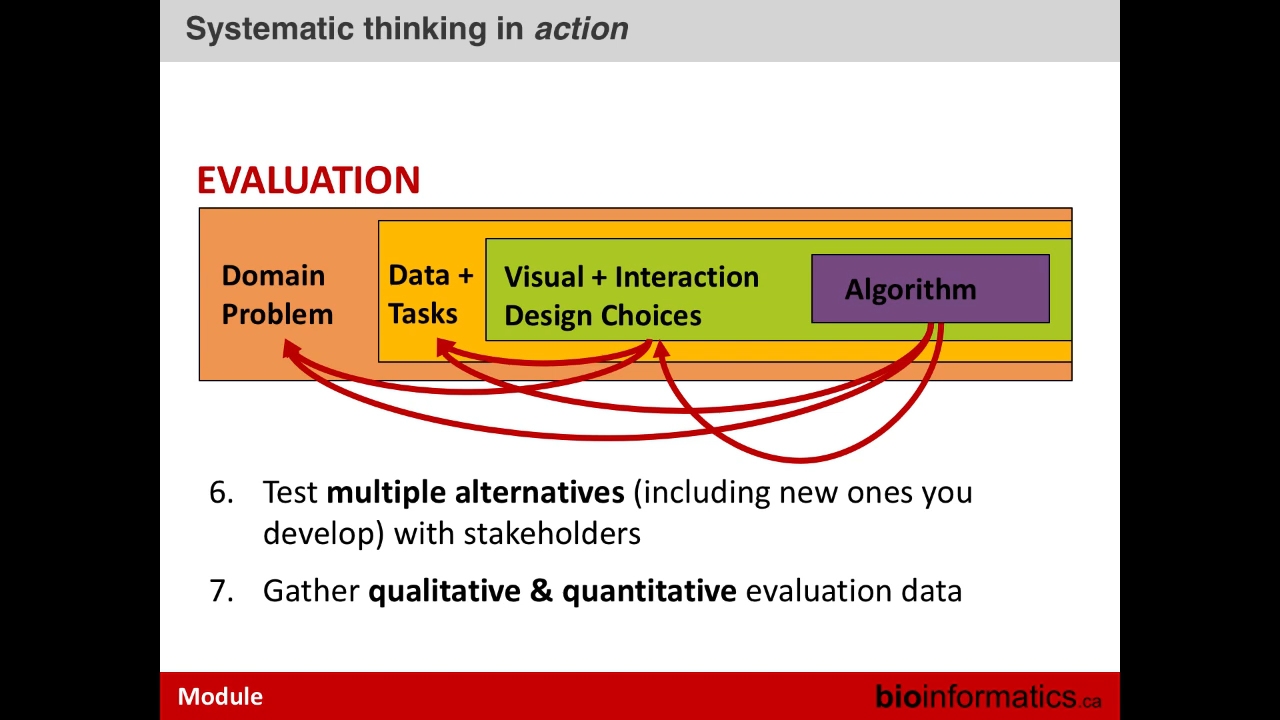 Systematic thinking in action
EVALUATION
Domain
Problem
Data +
Tasks
Visual + Interaction
Design Choices
Algorithm
6. Test multiple alternatives (including new ones you
develop) with stakeholders
7. Gather qualitative & quantitative evaluation data
Module
bioinformatics.ca